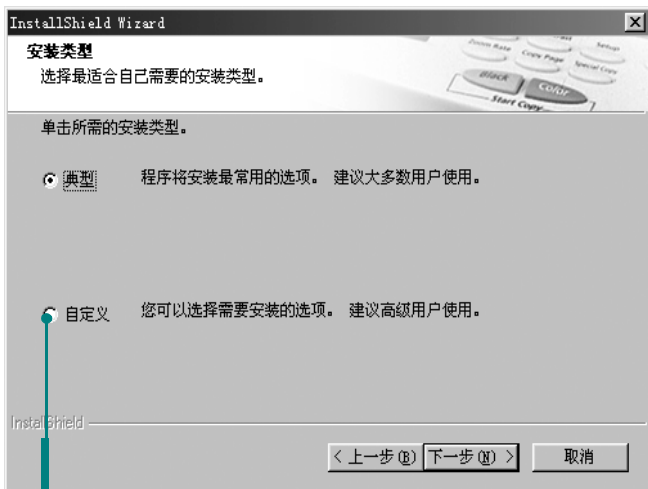 InstallShield Wizard
安装类型
选择最适合自己需要的安装类型。
Zoom Rate Copy Page Special Copy Setup
Black Color
Start Copy
单击所需的安装类型。
典型 程序将安装最常用的选项。 建议大多数用户使用。
自定义 您可以选择需要安装的选项。 建议高级用户使用。
InstallShield
< 上一步(B) 下一步(N) > 取消